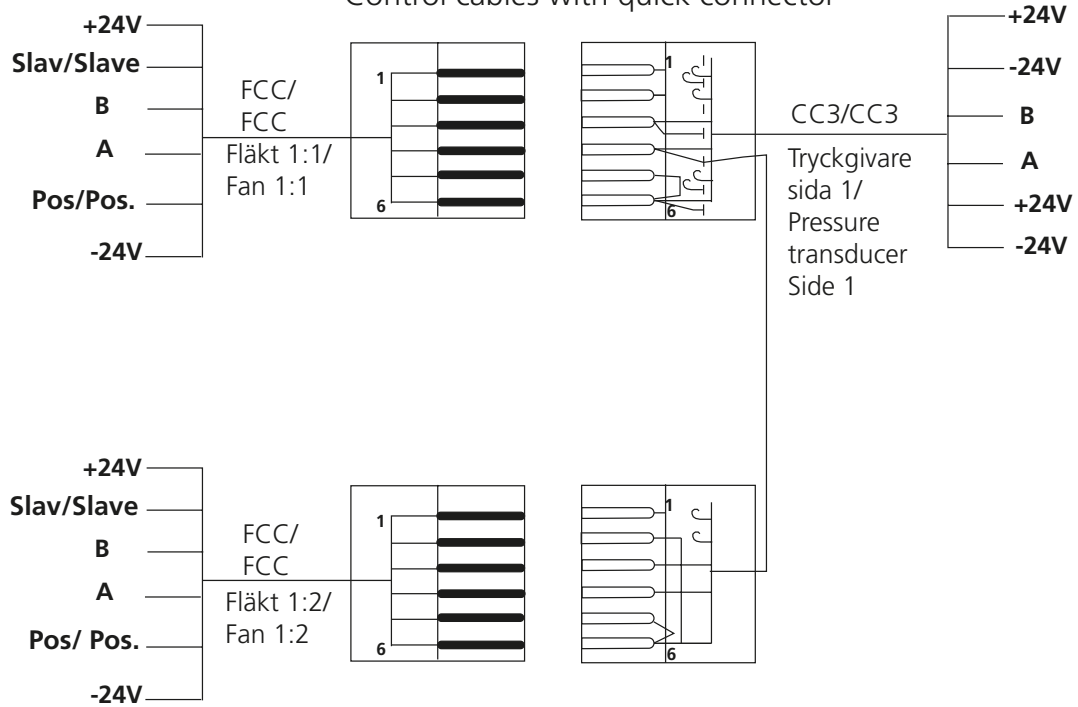 Control cables with quick connector
+24V
Slav/Slave
B
A
Pos/Pos.
-24V
FCC/
FCC
Fläkt 1:1/
Fan 1:1
1
6
1
6
CC3/CC3
Tryckgivare
sida 1/
Pressure
transducer
Side 1
+24V
-24V
B
A
+24V
-24V
+24V
Slav/Slave
B
A
Pos/ Pos.
-24V
FCC/
FCC
Fläkt 1:2/
Fan 1:2
1
6
1
6